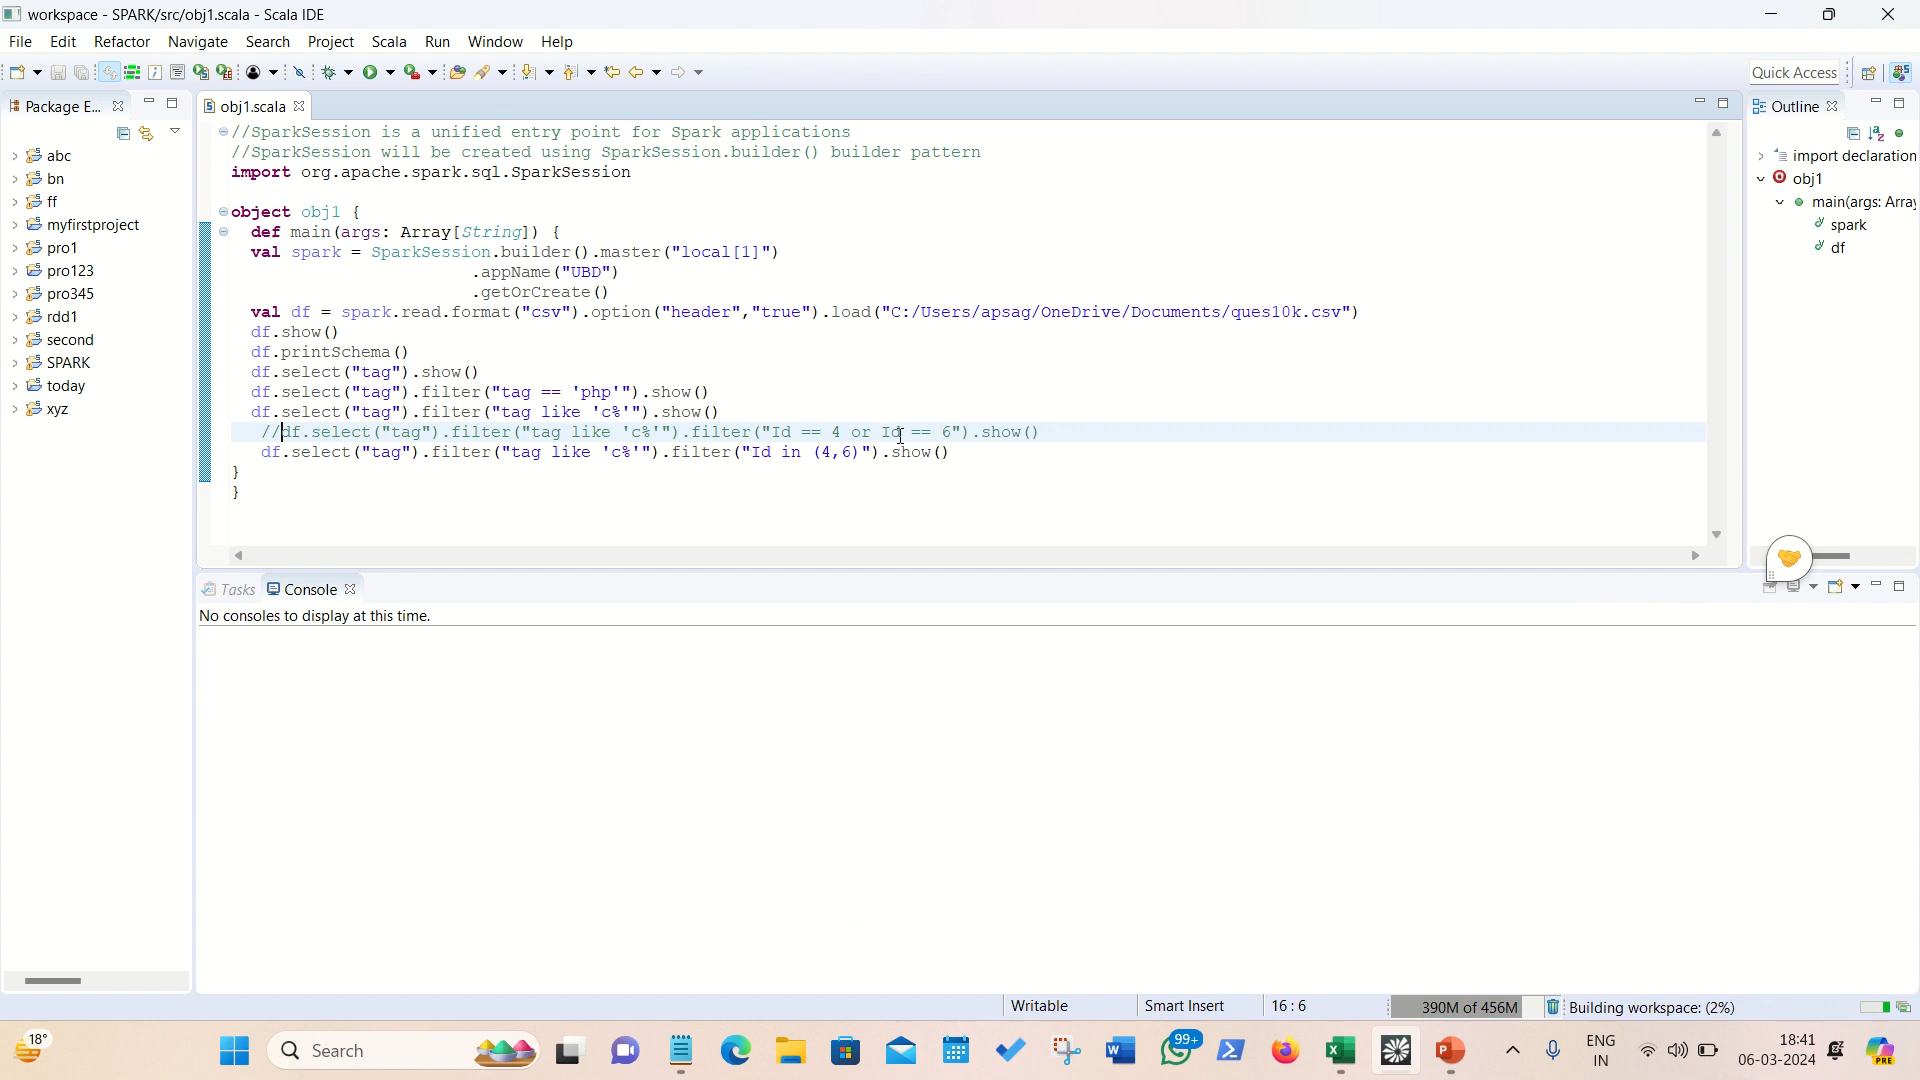 workspace - SPARK/src/obj1.scala - Scala IDE
File Edit Refactor Navigate Search Project Scala Run Window Help
Quick Access
Package E...
obj1.scala
Outline
abc
bn
ff
myfirstproject
pro1
pro123
pro345
rdd1
second
SPARK
today
xyz
//SparkSession is a unified entry point for Spark applications
//SparkSession will be created using SparkSession.builder() builder pattern
import org.apache.spark.sql.SparkSession
object obj1 {
def main(args: Array[String]) {
val spark = SparkSession.builder().master("local[1]")
.appName("UBD")
.getOrCreate()
val df = spark.read.format("csv").option("header","true").load("C:/Users/apsag/OneDrive/Documents/ques10k.csv")
df.show()
df.printSchema()
df.select("tag").show()
df.select("tag").filter("tag == 'php'").show()
df.select("tag").filter("tag like 'c%'").show()
//df.select("tag").filter("tag like 'c%'").filter("Id == 4 or Id == 6").show()
df.select("tag").filter("tag like 'c%'").filter("Id in (4,6)").show()
}
}
import declaration
obj1
main(args: Array
spark
df
Tasks
Console
No consoles to display at this time.
Writable
Smart Insert
16 : 6
390M of 456M
Building workspace: (2%)
18°
Search
99+
ENG
IN
18:41
06-03-2024
PRE